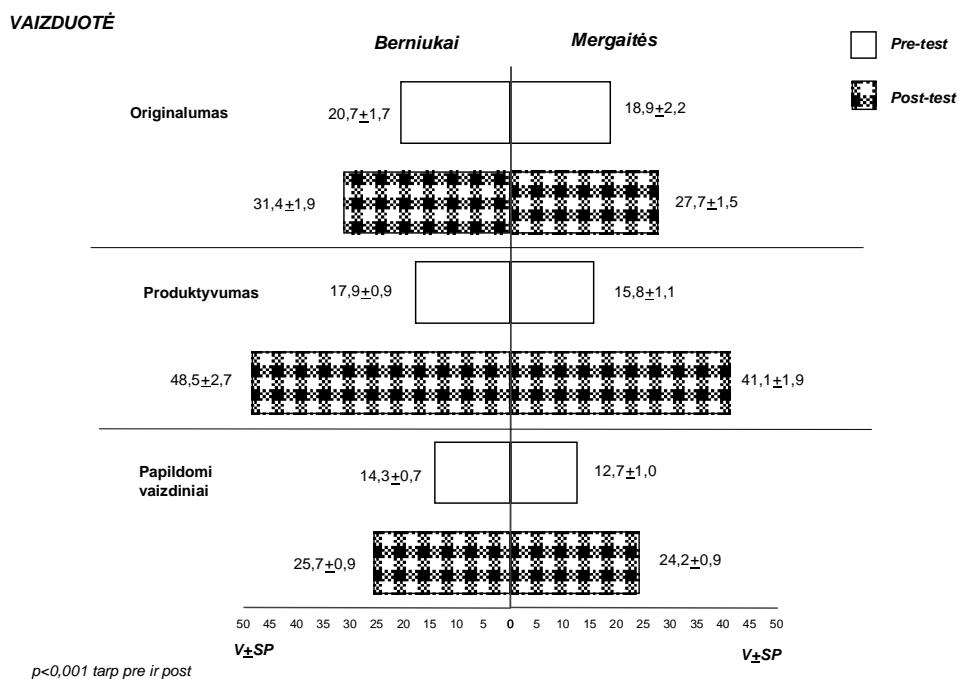 VAIZDUOTĖ
Berniukai Mergaitės
Pre-test
Post-test
Originalumas
20,7±1,7 18,9±2,2
31,4±1,9 27,7±1,5
Produktyvumas
17,9±0,9 15,8±1,1
48,5±2,7 41,1±1,9
Papildomi
vaizdiniai
14,3±0,7 12,7±1,0
25,7±0,9 24,2±0,9
50 45 40 35 30 25 20 15 10 5 0 5 10 15 20 25 30 35 40 45 50
V±SP V±SP
p<0,001 tarp pre ir post